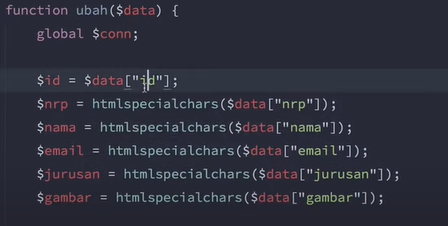 function ubah($data) {
global $conn;
$id = $data["id"];
$nrp = htmlspecialchars($data["nrp"]);
$nama = htmlspecialchars($data["nama"]);
$email = htmlspecialchars($data["email"]);
$jurusan = htmlspecialchars($data["jurusan"]);
$gambar = htmlspecialchars($data["gambar"]);